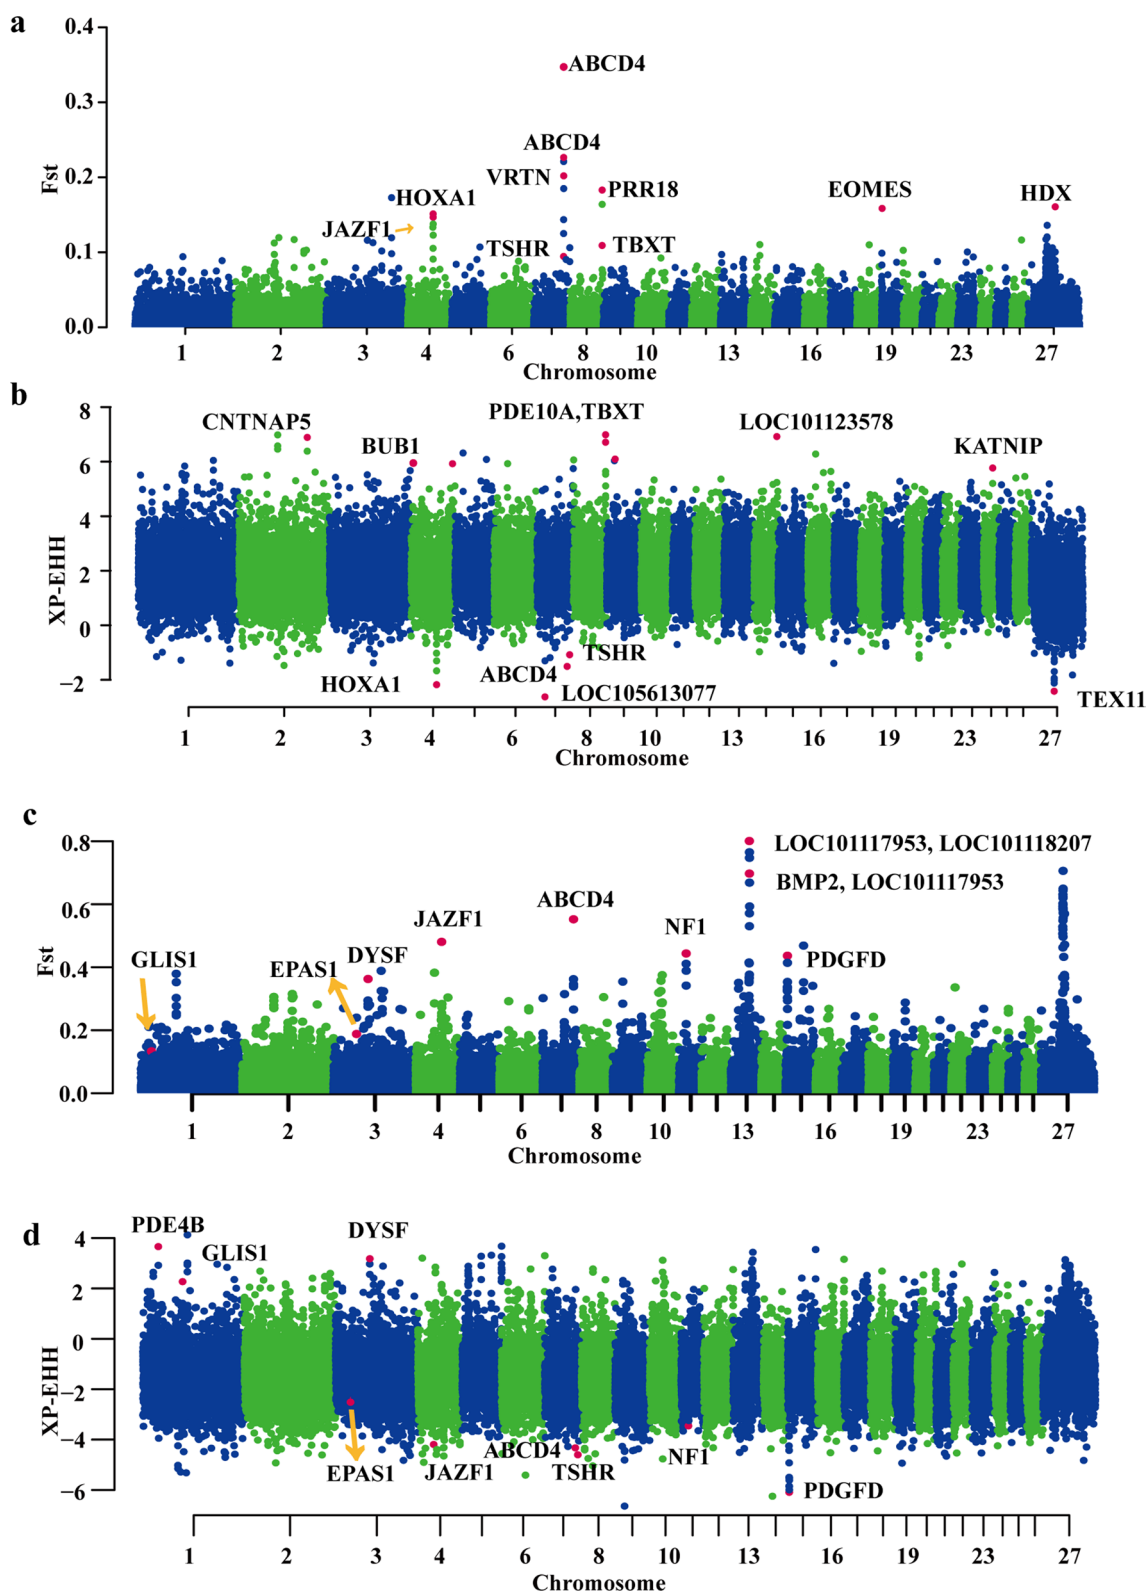 a
0.4
ABCD4
0.3
ABCD4
0.2
VRTN
PRR18
EOMES
HDX
Fst
HOXA1
JAZF1
TSHR
TBXT
0.1
0.0
1 2 3 4 6 8 10 13 16 19 23 27
Chromosome
b
8
CNTNAP5
PDE10A,TBXT
LOC101123578
BUB1
KATNIP
6
4
XP-EHH
2
0
−2
HOXA1
ABCD4
TSHR
LOC105613077
TEX11
1 2 3 4 6 8 10 13 16 19 23 27
Chromosome
c
0.8
LOC101117953, LOC101118207
BMP2, LOC101117953
0.6
ABCD4
JAZF1
NF1
GLIS1
EPAS1
DYSF
PDGFD
Fst
0.4
0.2
0.0
1 2 3 4 6 8 10 13 16 19 23 27
Chromosome
d
PDE4B
GLIS1
DYSF
4
2
0
XP-EHH
−2
−4
−6
EPAS1
JAZF1
ABCD4
TSHR
NF1
PDGFD
1 2 3 4 6 8 10 13 16 19 23 27
Chromosome